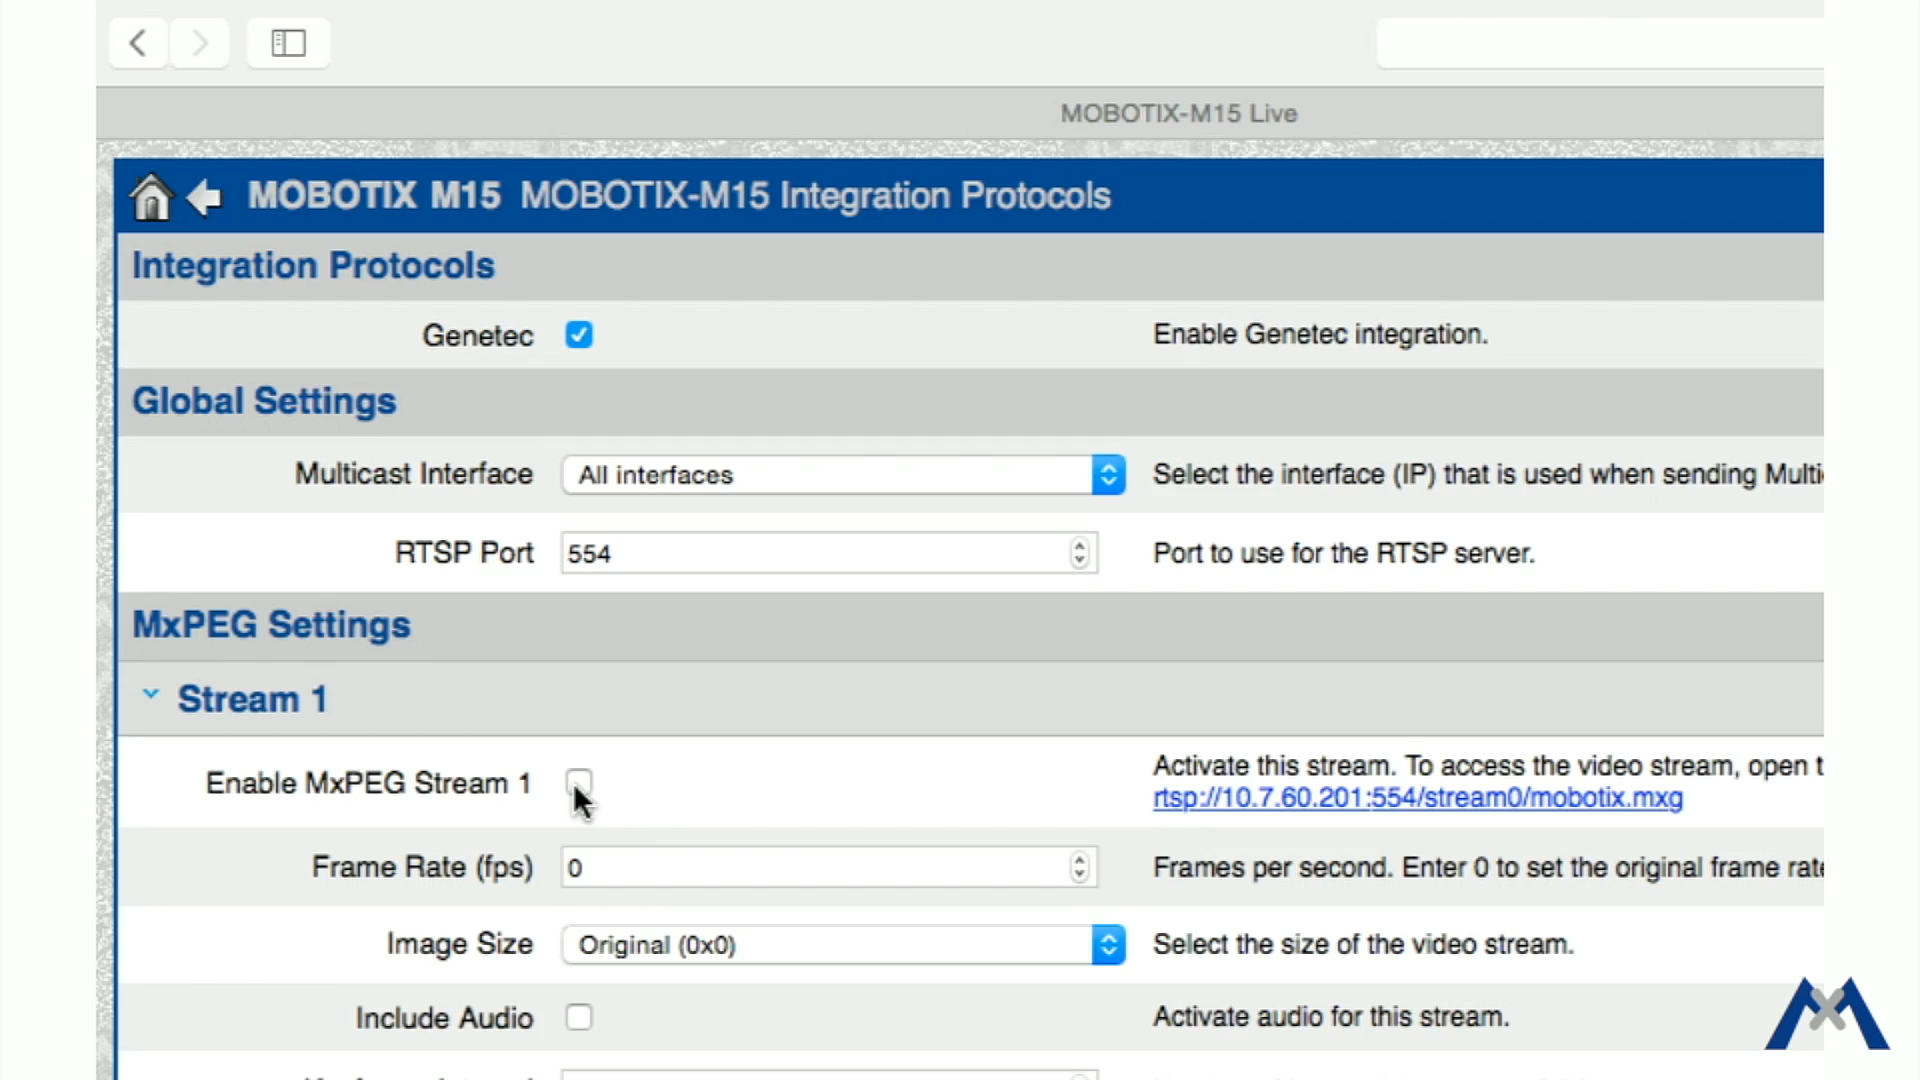 MOBOTIX-M15 Live
MOBOTIX M15 MOBOTIX-M15 Integration Protocols
Integration Protocols
Genetec Enable Genetec integration.
Global Settings
Multicast Interface All interfaces Select the interface (IP) that is used when sending Multi
RTSP Port 554 Port to use for the RTSP server.
MxPEG Settings
Stream 1
Enable MxPEG Stream 1 Activate this stream. To access the video stream, open t
rtsp://10.7.60.201:554/stream0/mobotix.mxg
Frame Rate (fps) 0 Frames per second. Enter 0 to set the original frame rate
Image Size Original (0x0) Select the size of the video stream.
Include Audio Activate audio for this stream.